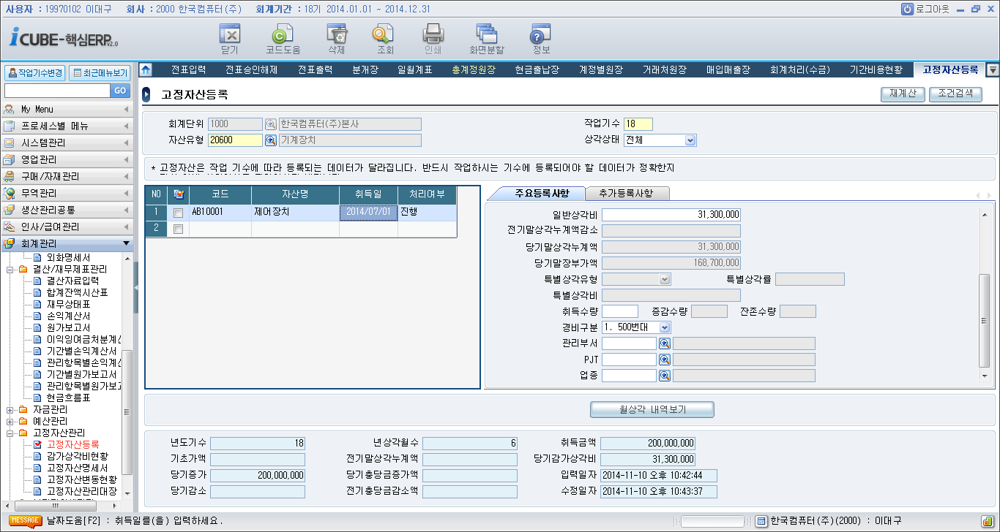 사용자 : 19970102 이대구 회사 : 2000 한국컴퓨터(주) 회계기간 : 18기 2014.01.01 ~ 2014.12.31 로그아웃
iCUBE-핵심ERP v2.0
닫기 코드도움 삭제 조회 인쇄 화면분할 정보
작업기수변경 최근메뉴보기
전표입력 전표승인해제 전표출력 분개장 일월계표 총계정원장 현금출납장 계정별원장 거래처원장 매입매출장 회계처리(수금) 기간비용현황 고정자산등록
GO
My Menu
프로세스별 메뉴
시스템관리
영업관리
구매/자재관리
무역관리
생산관리공통
인사/급여관리
회계관리
외화명세서
결산/재무제표관리
결산자료입력
합계잔액시산표
재무상태표
손익계산서
원가보고서
이익잉여금처분계산
기간별손익계산서
관리항목별손익계산
기간별원가보고서
관리항목별원가보고
현금흐름표
자금관리
예산관리
고정자산관리
고정자산등록
감가상각비현황
고정자산명세서
고정자산변동현황
고정자산관리대장
고정자산등록 재계산 조건검색
회계단위 1000 한국컴퓨터(주)본사 작업기수 18
자산유형 20600 기계장치 상각상태 전체
* 고정자산은 작업 기수에 따라 등록되는 데이터가 달라집니다. 반드시 작업하시는 기수에 등록되어야 할 데이터가 정확한지
NO 코드 자산명 취득일 처리여부
1 AB10001 제어장치 2014/07/01 진행
2
주요등록사항 추가등록사항
일반상각비 31,300,000
전기말상각누계액감소
당기말상각누계액 31,300,000
당기말장부가액 168,700,000
특별상각유형 특별상각률
특별상각비
취득수량 증감수량 잔존수량
경비구분 1. 500번대
관리부서
PJT
업종
월상각 내역보기
년도기수 18 년상각월수 6 취득금액 200,000,000
기초가액 전기말상각누계액 당기감가상각비 31,300,000
당기증가 200,000,000 당기충당금증가액 입력일자 2014-11-10 오후 10:42:44
당기감소 전기충당금감소액 수정일자 2014-11-10 오후 10:43:37
MESSAGE 날짜도움[F2] : 취득일를(을) 입력하세요. 한국컴퓨터(주)(2000) : 이대구